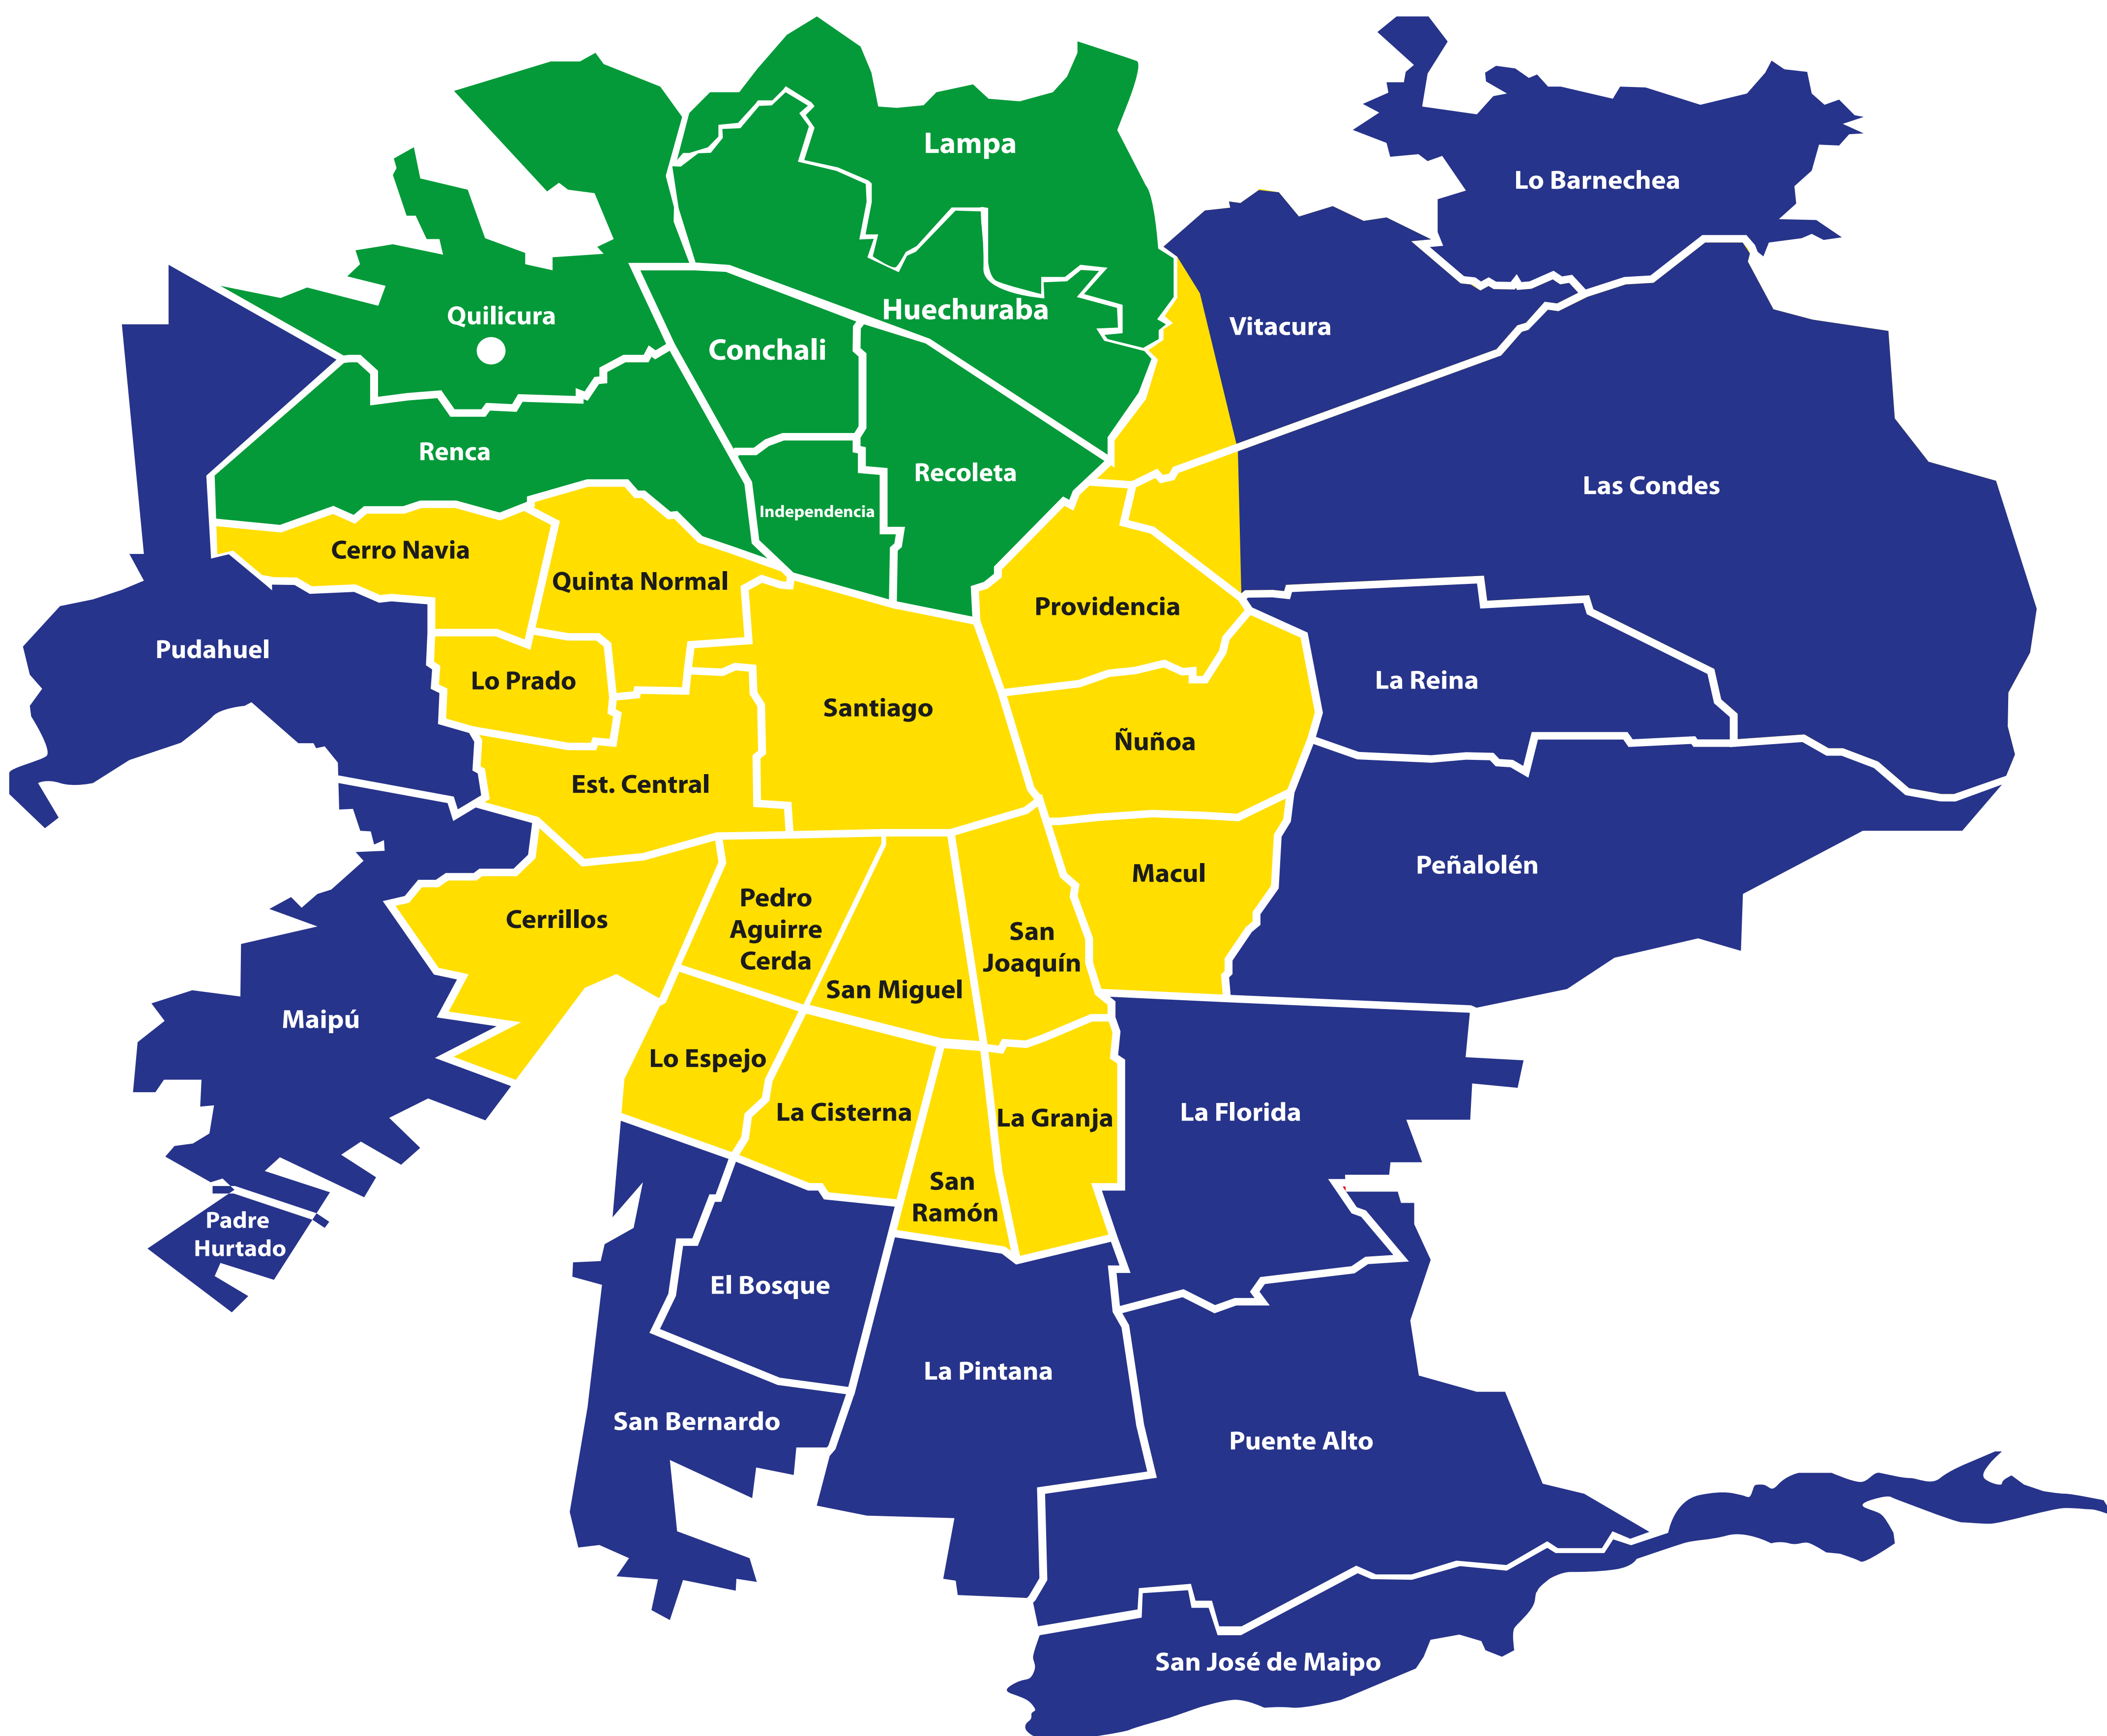 Lampa
Lo Barnechea
Quilicura
Huechuraba
Vitacura
Conchali
Renca
Recoleta
Las Condes
Independencia
Cerro Navia
Quinta Normal
Providencia
Pudahuel
Lo Prado
La Reina
Santiago
Ñuñoa
Est. Central
Peñalolén
Macul
Cerrillos
Pedro
Aguirre
Cerda
San
Joaquín
San Miguel
Maipú
Lo Espejo
La Cisterna
La Granja
La Florida
San
Ramón
Padre
Hurtado
El Bosque
La Pintana
San Bernardo
Puente Alto
San José de Maipo